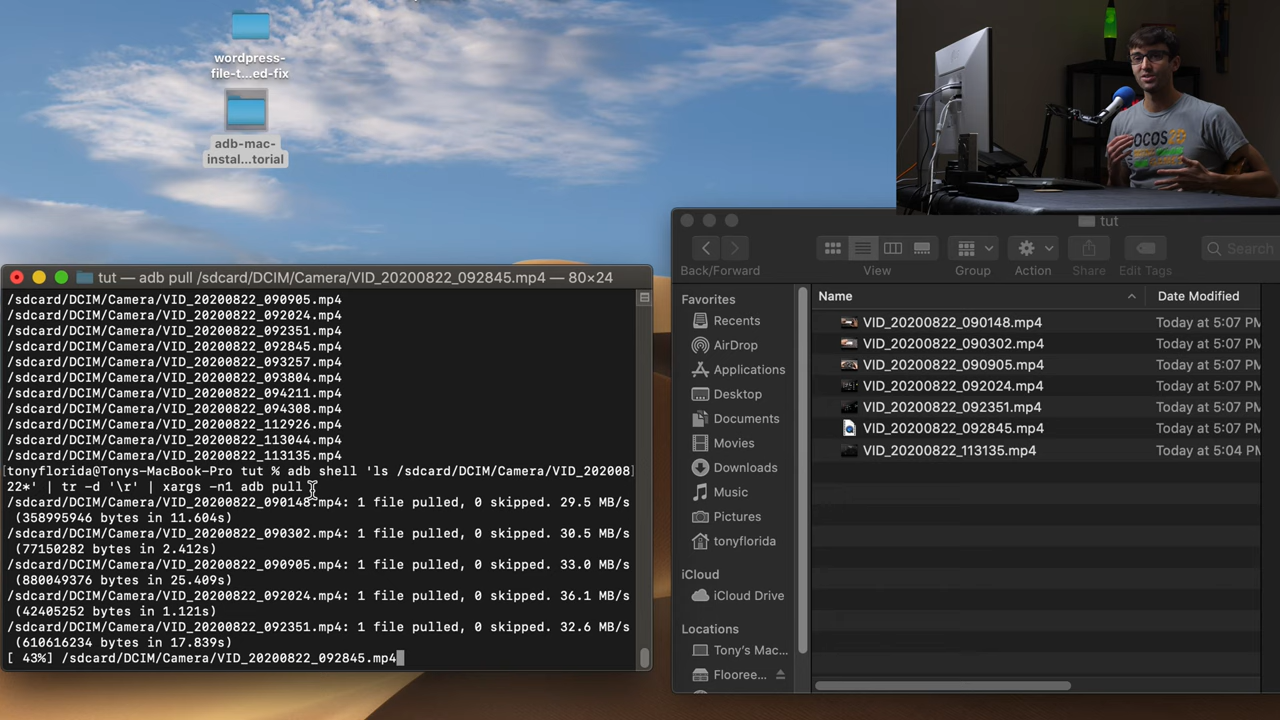 wordpress-
file-t...ed-fix
adb-mac-
instal...torial
tut — adb pull /sdcard/DCIM/Camera/VID_20200822_092845.mp4 — 80×24
/sdcard/DCIM/Camera/VID_20200822_090905.mp4
/sdcard/DCIM/Camera/VID_20200822_092024.mp4
/sdcard/DCIM/Camera/VID_20200822_092351.mp4
/sdcard/DCIM/Camera/VID_20200822_092845.mp4
/sdcard/DCIM/Camera/VID_20200822_093257.mp4
/sdcard/DCIM/Camera/VID_20200822_093804.mp4
/sdcard/DCIM/Camera/VID_20200822_094211.mp4
/sdcard/DCIM/Camera/VID_20200822_094308.mp4
/sdcard/DCIM/Camera/VID_20200822_112926.mp4
/sdcard/DCIM/Camera/VID_20200822_113044.mp4
/sdcard/DCIM/Camera/VID_20200822_113135.mp4
[tonyflorida@Tonys-MacBook-Pro tut % adb shell 'ls /sdcard/DCIM/Camera/VID_202008]
22*' | tr -d '\r' | xargs -n1 adb pull
/sdcard/DCIM/Camera/VID_20200822_090148.mp4: 1 file pulled, 0 skipped. 29.5 MB/s
(358995946 bytes in 11.604s)
/sdcard/DCIM/Camera/VID_20200822_090302.mp4: 1 file pulled, 0 skipped. 30.5 MB/s
(77150282 bytes in 2.412s)
/sdcard/DCIM/Camera/VID_20200822_090905.mp4: 1 file pulled, 0 skipped. 33.0 MB/s
(880049376 bytes in 25.409s)
/sdcard/DCIM/Camera/VID_20200822_092024.mp4: 1 file pulled, 0 skipped. 36.1 MB/s
(42405252 bytes in 1.121s)
/sdcard/DCIM/Camera/VID_20200822_092351.mp4: 1 file pulled, 0 skipped. 32.6 MB/s
(610616234 bytes in 17.839s)
[ 43%] /sdcard/DCIM/Camera/VID_20200822_092845.mp4
OCOS2D
tut
Search
Back/Forward View Group Action Share Edit Tags
Favorites
Recents
AirDrop
Applications
Desktop
Documents
Movies
Downloads
Music
Pictures
tonyflorida
iCloud
iCloud Drive
Locations
Tony's Mac...
Flooree...
Name Date Modified
VID_20200822_090148.mp4 Today at 5:07 PM
VID_20200822_090302.mp4 Today at 5:07 PM
VID_20200822_090905.mp4 Today at 5:07 PM
VID_20200822_092024.mp4 Today at 5:07 PM
VID_20200822_092351.mp4 Today at 5:07 PM
VID_20200822_092845.mp4 Today at 5:07 PM
VID_20200822_113135.mp4 Today at 5:04 PM